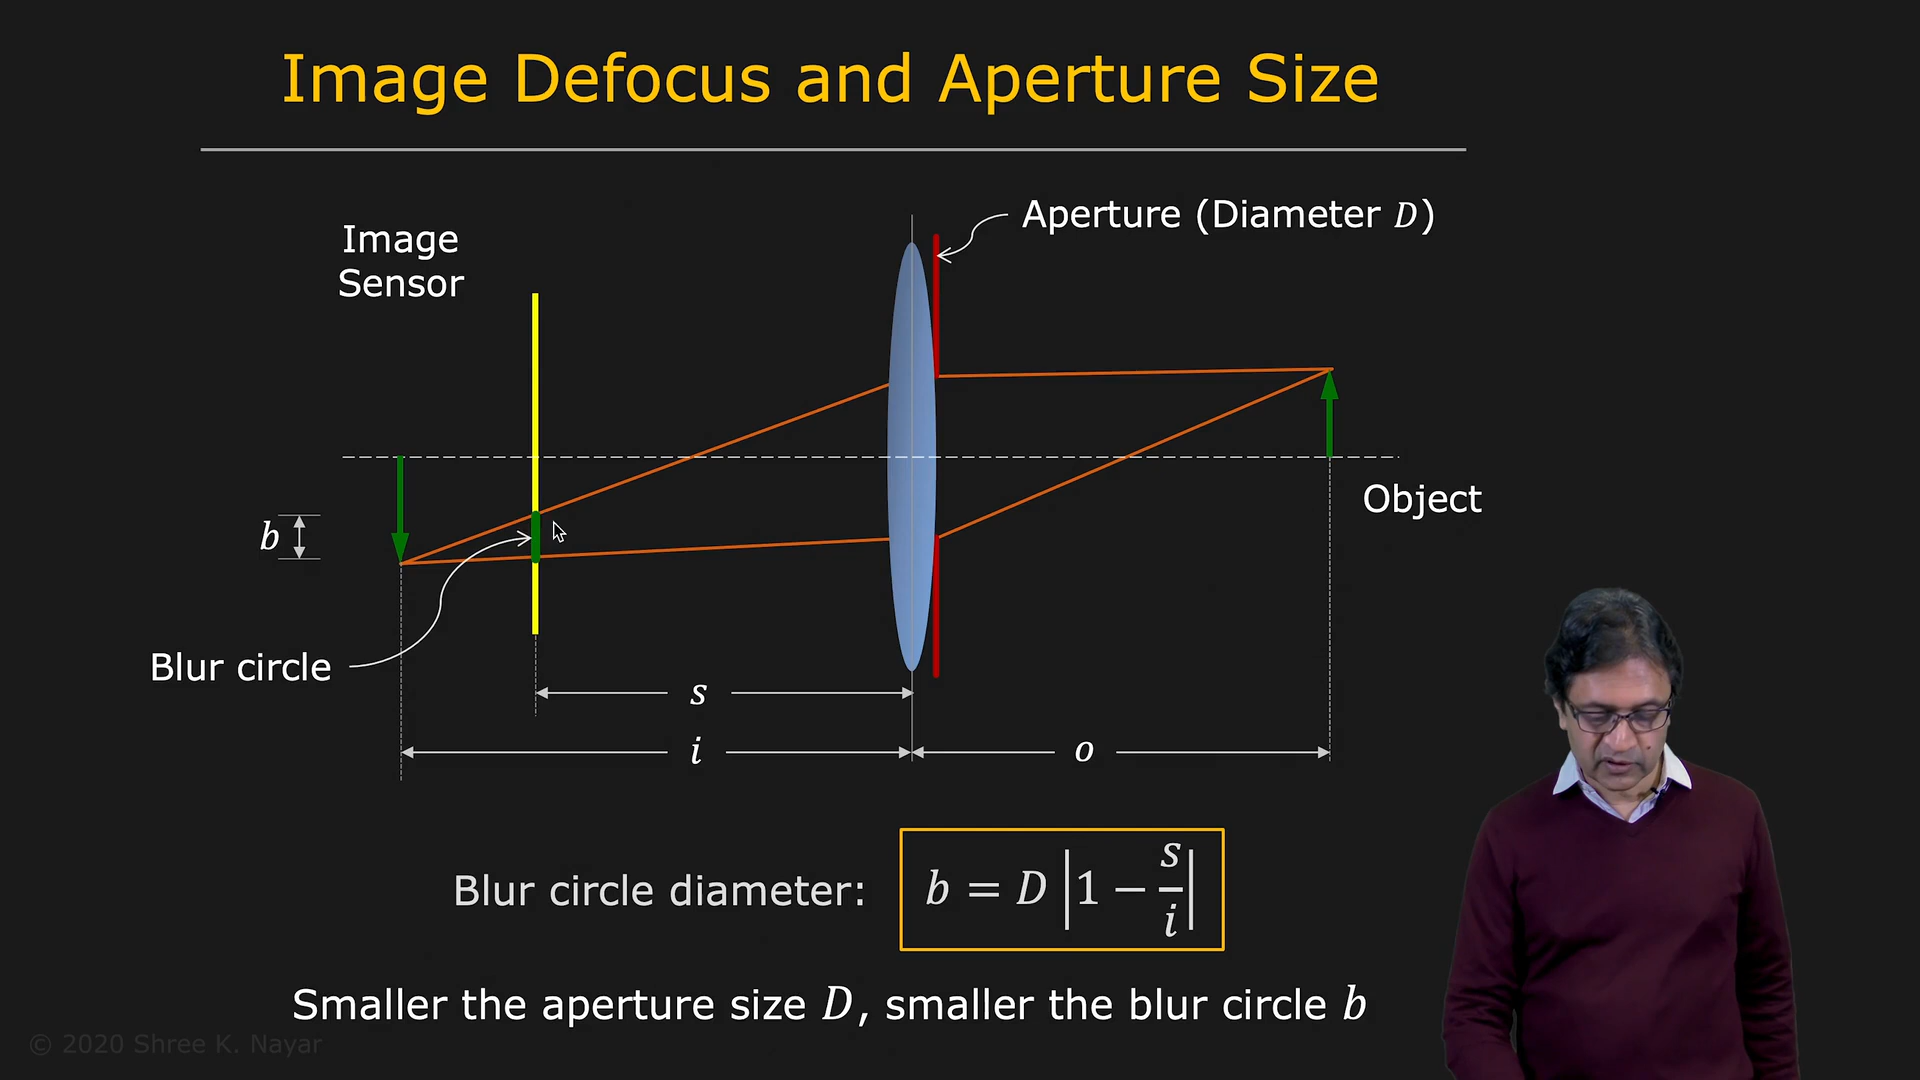 Image Defocus and Aperture Size
Aperture (Diameter D)
Image
Sensor
Object
b
Blur circle
s
i
o
Blur circle diameter:
b = D |1 − s/i|
Smaller the aperture size D, smaller the blur circle b
© 2020 Shree K. Nayar